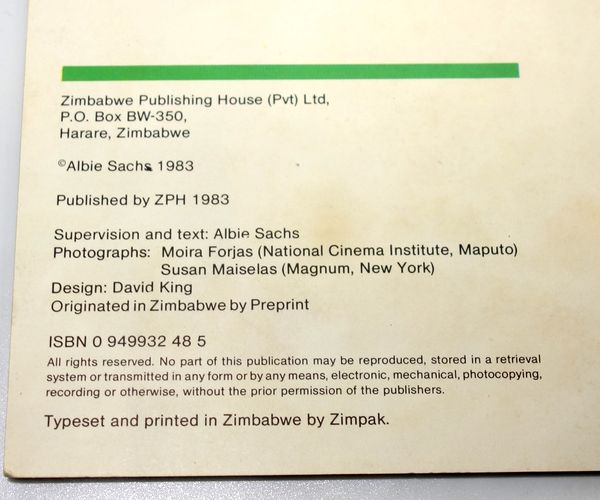 Zimbabwe Publishing House (Pvt) Ltd,
P.O. Box BW-350,
Harare, Zimbabwe
©Albie Sachs 1983
Published by ZPH 1983
Supervision and text: Albie Sachs
Photographs: Moira Forjas (National Cinema Institute, Maputo)
Susan Maiselas (Magnum, New York)
Design: David King
Originated in Zimbabwe by Preprint
ISBN 0 949932 48 5
All rights reserved. No part of this publication may be reproduced, stored in a retrieval
system or transmitted in any form or by any means, electronic, mechanical, photocopying,
recording or otherwise, without the prior permission of the publishers.
Typeset and printed in Zimbabwe by Zimpak.